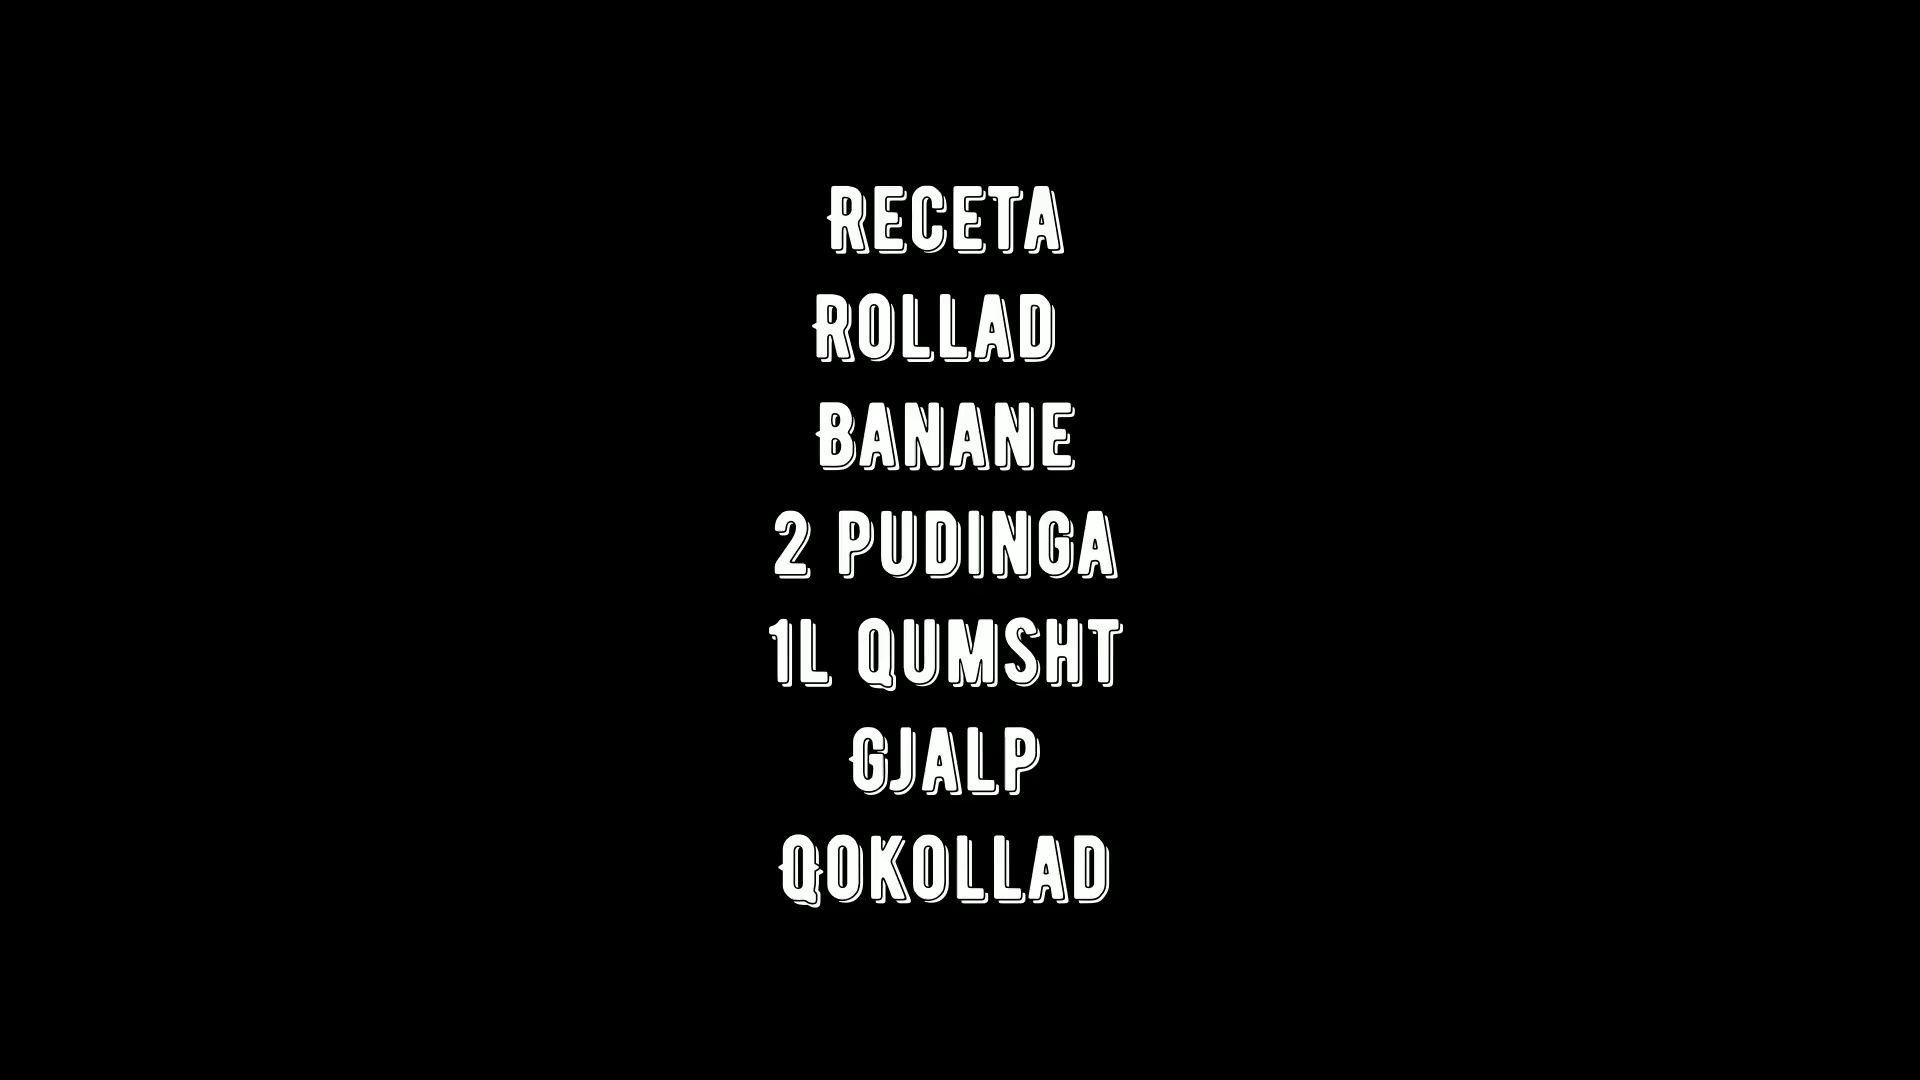 Receta
Rollad
Banane
2 Pudinga
1L Qumsht
Gjalp
Qokollad